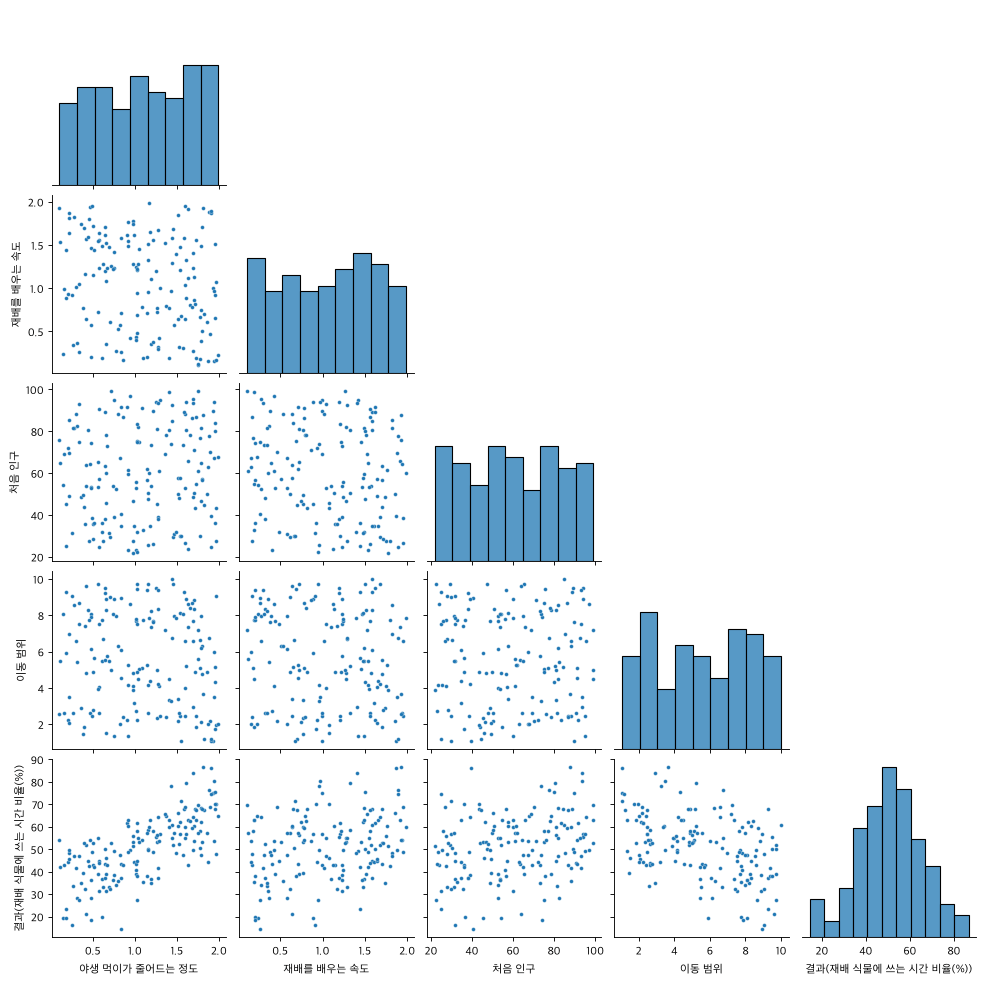 2.0
1.5
1.0
0.5
재배를 배우는 속도
100
80
60
40
20
처음 인구
10
8
6
4
2
이동 범위
90
80
70
60
50
40
30
20
결과(재배 식물에 쓰는 시간 비율(%))
0.5 1.0 1.5 2.0
야생 먹이가 줄어드는 정도
0.5 1.0 1.5 2.0
재배를 배우는 속도
20 40 60 80 100
처음 인구
2 4 6 8 10
이동 범위
20 40 60 80
결과(재배 식물에 쓰는 시간 비율(%))